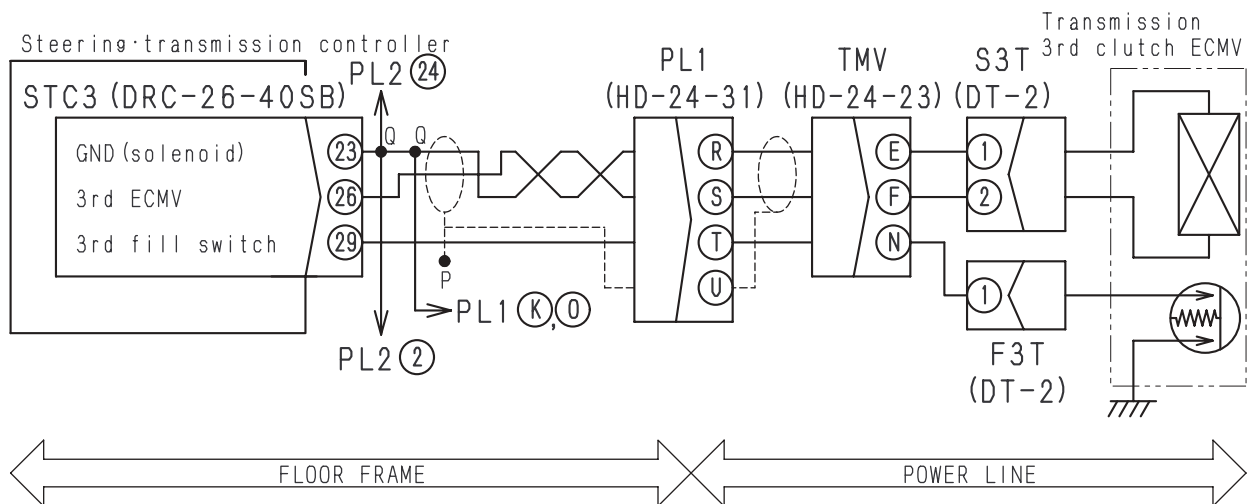 Transmission
3rd clutch ECMV
Steering·transmission controller
PL2 24
PL1
(HD-24-31)
TMV
(HD-24-23)
S3T
(DT-2)
STC3 (DRC-26-40SB)
GND (solenoid)
23
Q
Q
R
E
1
3rd ECMV
26
S
F
2
3rd fill switch
29
T
N
P
U
1
PL1 K, O
PL2 2
F3T
(DT-2)
FLOOR FRAME
POWER LINE